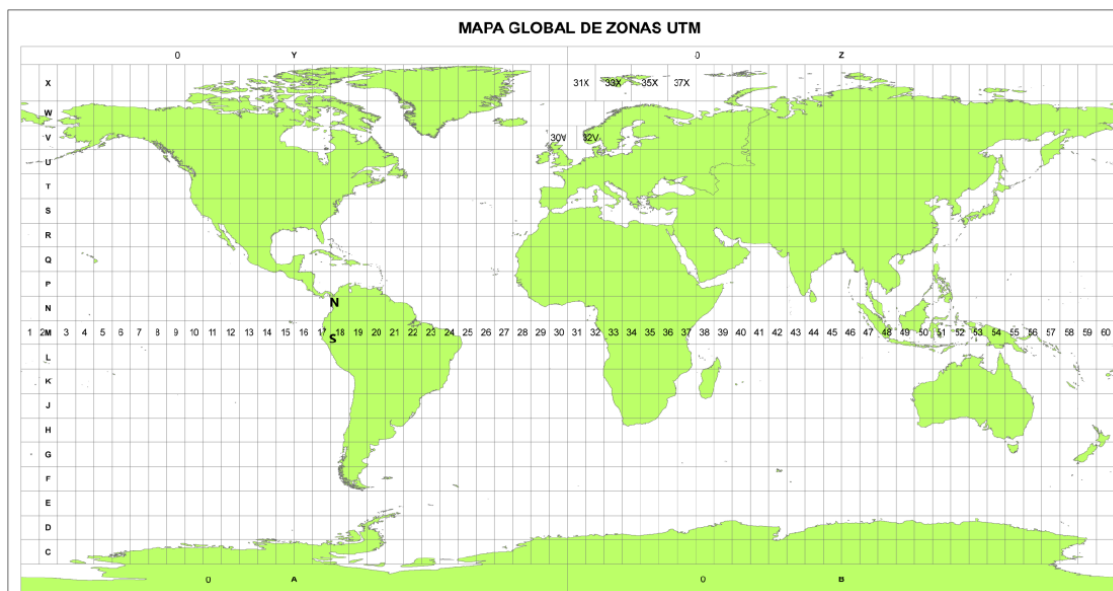 MAPA GLOBAL DE ZONAS UTM
0 Y 0 Z
X 31X 33X 35X 37X
W
V 30V 32V
U
T
S
R
Q
P
N
N
1 2 3 4 5 6 7 8 9 10 11 12 13 14 15 16 17 18 19 20 21 22 23 24 25 26 27 28 29 30 31 32 33 34 35 36 37 38 39 40 41 42 43 44 45 46 47 48 49 50 51 52 53 54 55 56 57 58 59 60
M
S
L
K
J
H
G
F
E
D
C
0 A 0 B